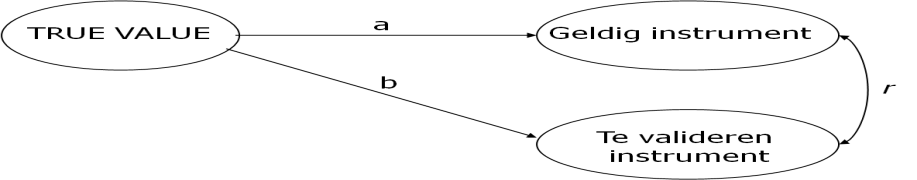 TRUE VALUE
a
Geldig instrument
b
r
Te valideren
instrument